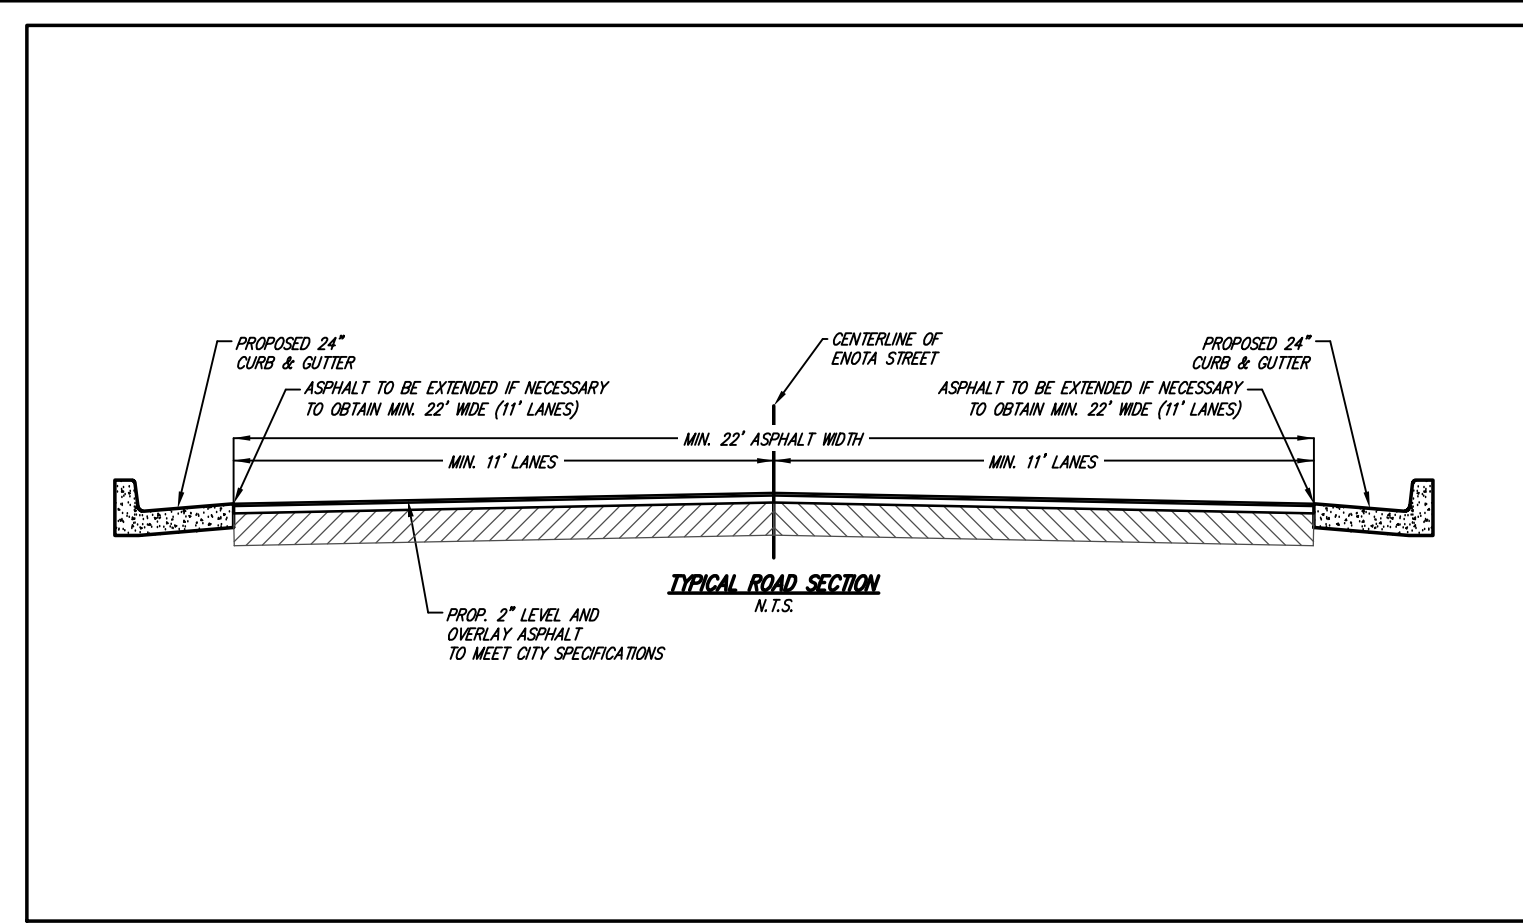 PROPOSED 24"
CURB & GUTTER
CENTERLINE OF
ENOTA STREET
PROPOSED 24"
CURB & GUTTER
ASPHALT TO BE EXTENDED IF NECESSARY
TO OBTAIN MIN. 22' WIDE (11' LANES)
ASPHALT TO BE EXTENDED IF NECESSARY
TO OBTAIN MIN. 22' WIDE (11' LANES)
MIN. 22' ASPHALT WIDTH
MIN. 11' LANES
MIN. 11' LANES
TYPICAL ROAD SECTION
N.T.S.
PROP. 2" LEVEL AND
OVERLAY ASPHALT
TO MEET CITY SPECIFICATIONS